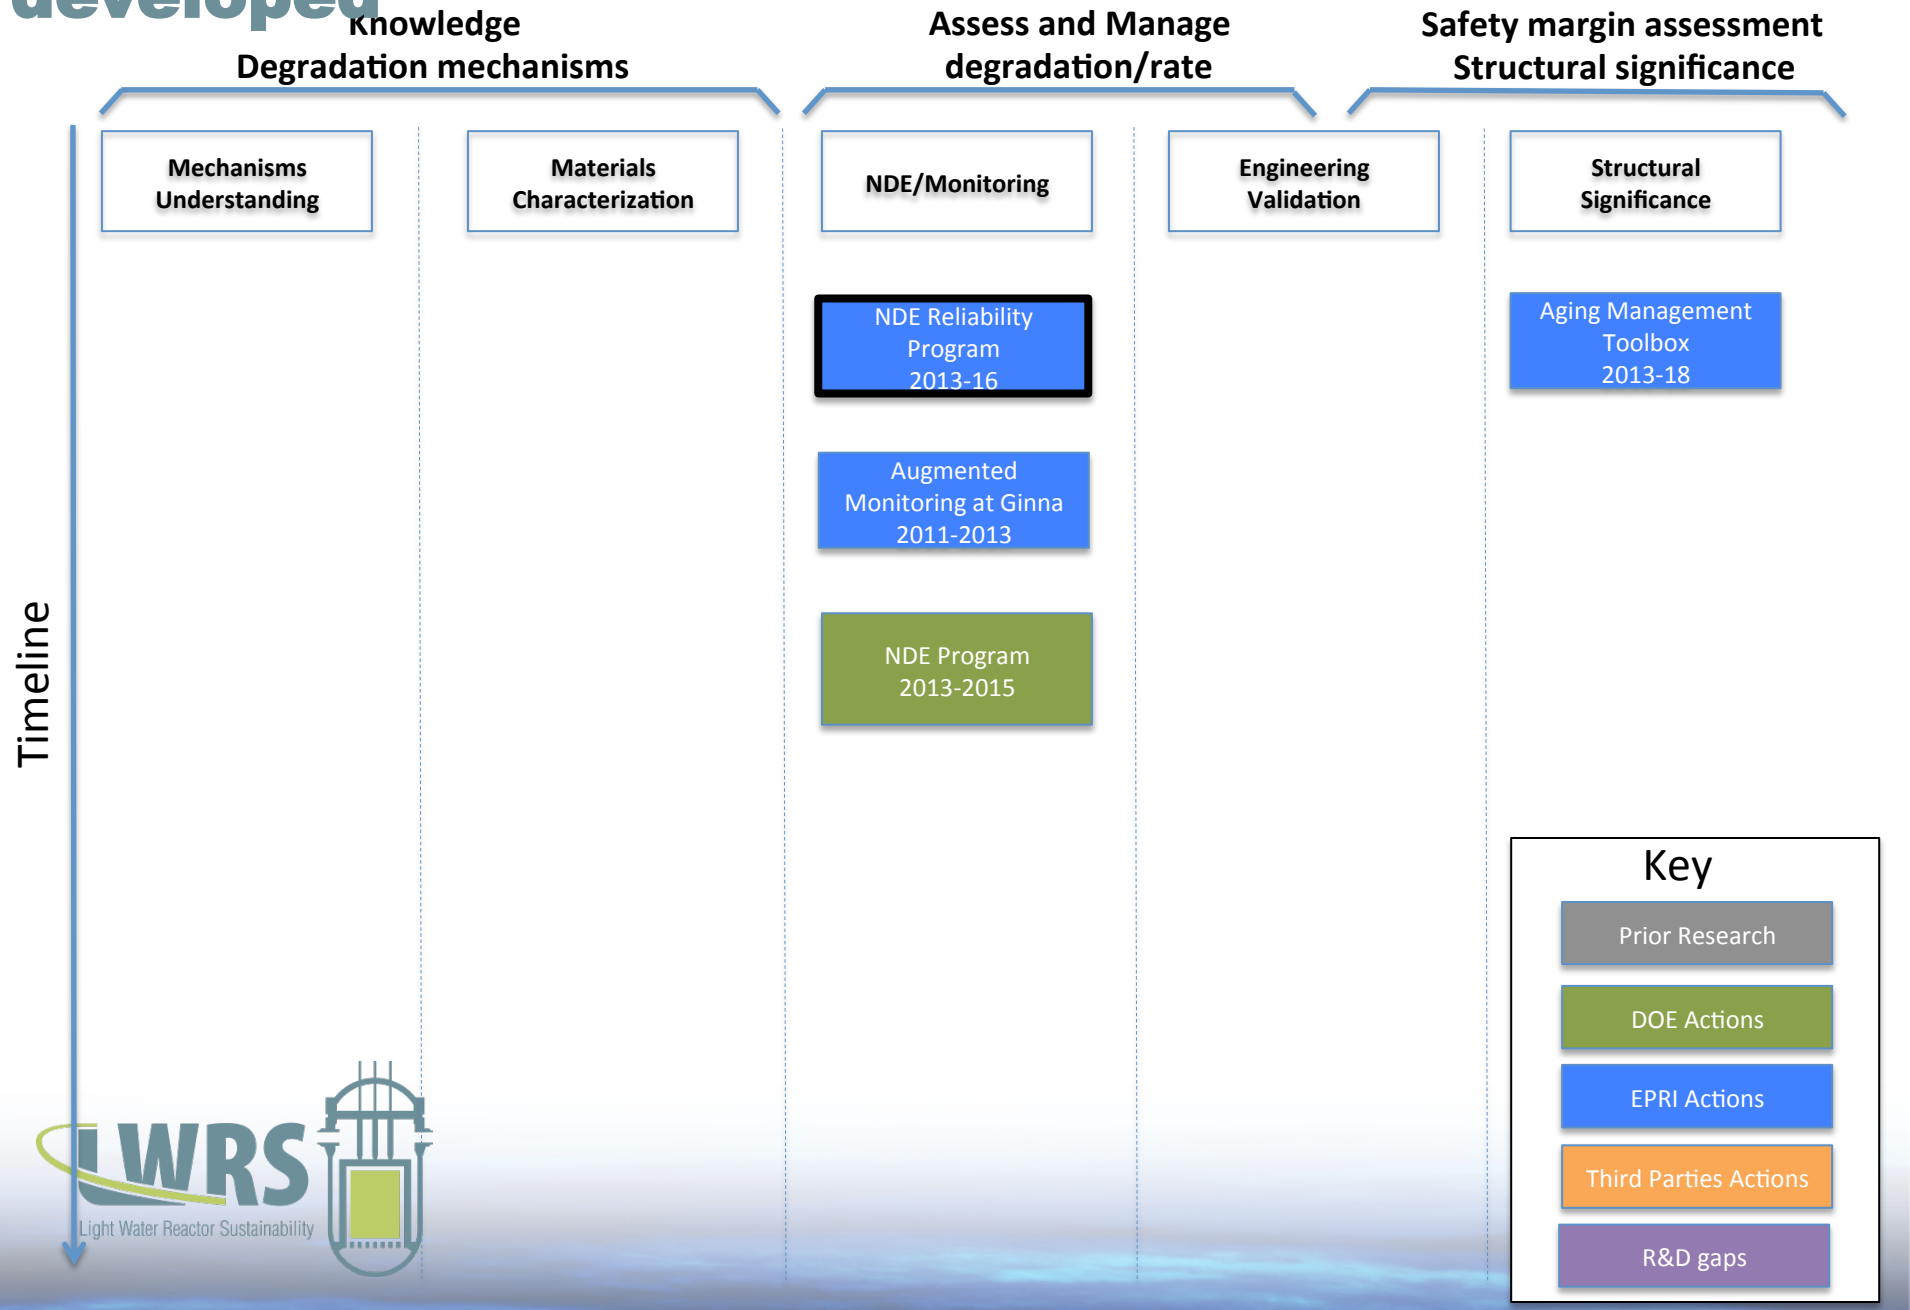 developed
Knowledge
Degradation mechanisms
Assess and Manage
degradation/rate
Safety margin assessment
Structural significance
Mechanisms
Understanding
Materials
Characterization
NDE/Monitoring
Engineering
Validation
Structural
Significance
NDE Reliability
Program
2013-16
Aging Management
Toolbox
2013-18
Augmented
Monitoring at Ginna
2011-2013
NDE Program
2013-2015
Timeline
Key
Prior Research
DOE Actions
EPRI Actions
Third Parties Actions
R&D gaps
LWRS
Light Water Reactor Sustainability